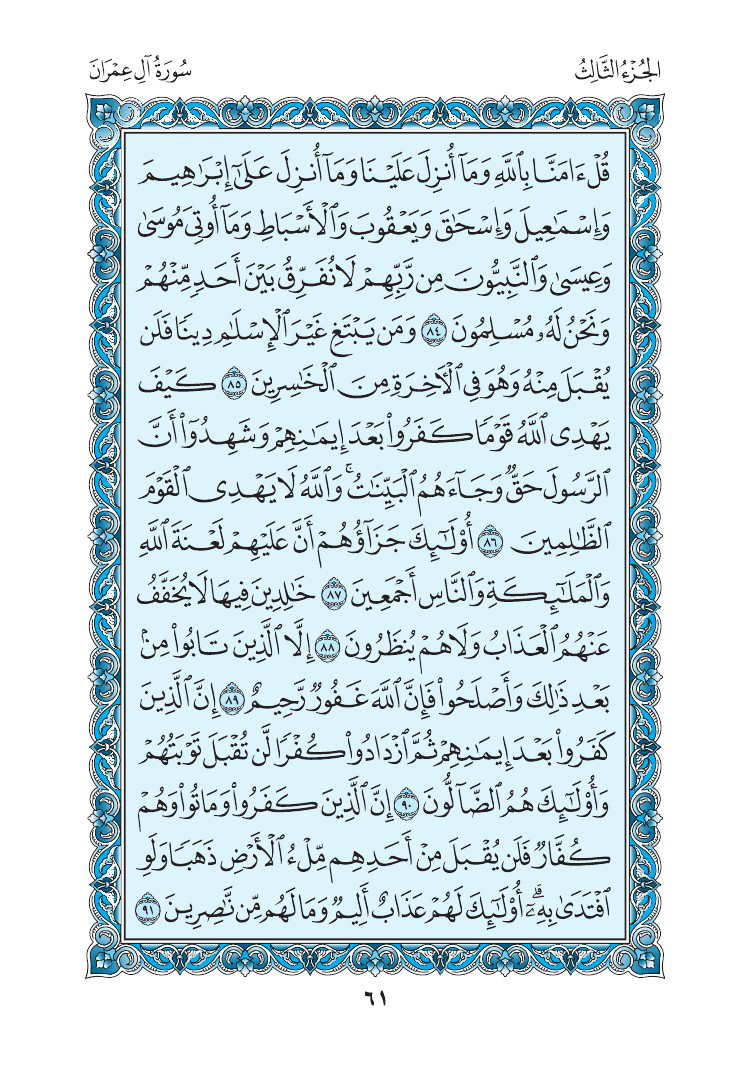 الجُزْءُ الثَّالِثُ
سُورَةُ آلِ عِمْرَانَ
قُلْ ءَامَنَّا بِٱللَّهِ وَمَآ أُنزِلَ عَلَيْنَا وَمَآ أُنزِلَ عَلَىٰٓ إِبْرَٰهِيمَ
وَإِسْمَٰعِيلَ وَإِسْحَٰقَ وَيَعْقُوبَ وَٱلْأَسْبَاطِ وَمَآ أُوتِىَ مُوسَىٰ
وَعِيسَىٰ وَٱلنَّبِيُّونَ مِن رَّبِّهِمْ لَا نُفَرِّقُ بَيْنَ أَحَدٍ مِّنْهُمْ
وَنَحْنُ لَهُۥ مُسْلِمُونَ ٨٤ وَمَن يَبْتَغِ غَيْرَ ٱلْإِسْلَٰمِ دِينًا فَلَن
يُقْبَلَ مِنْهُ وَهُوَ فِى ٱلْأَخِرَةِ مِنَ ٱلْخَٰسِرِينَ ٨٥ كَيْفَ
يَهْدِى ٱللَّهُ قَوْمًا كَفَرُوا۟ بَعْدَ إِيمَٰنِهِمْ وَشَهِدُوٓا۟ أَنَّ
ٱلرَّسُولَ حَقٌّ وَجَآءَهُمُ ٱلْبَيِّنَٰتُ ۚ وَٱللَّهُ لَا يَهْدِى ٱلْقَوْمَ
ٱلظَّٰلِمِينَ ٨٦ أُو۟لَٰٓئِكَ جَزَآؤُهُمْ أَنَّ عَلَيْهِمْ لَعْنَةَ ٱللَّهِ
وَٱلْمَلَٰٓئِكَةِ وَٱلنَّاسِ أَجْمَعِينَ ٨٧ خَٰلِدِينَ فِيهَا لَا يُخَفَّفُ
عَنْهُمُ ٱلْعَذَابُ وَلَا هُمْ يُنظَرُونَ ٨٨ إِلَّا ٱلَّذِينَ تَابُوا۟ مِنۢ
بَعْدِ ذَٰلِكَ وَأَصْلَحُوا۟ فَإِنَّ ٱللَّهَ غَفُورٌ رَّحِيمٌ ٨٩ إِنَّ ٱلَّذِينَ
كَفَرُوا۟ بَعْدَ إِيمَٰنِهِمْ ثُمَّ ٱزْدَادُوا۟ كُفْرًا لَّن تُقْبَلَ تَوْبَتُهُمْ
وَأُو۟لَٰٓئِكَ هُمُ ٱلضَّآلُّونَ ٩٠ إِنَّ ٱلَّذِينَ كَفَرُوا۟ وَمَاتُوا۟ وَهُمْ
كُفَّارٌ فَلَن يُقْبَلَ مِنْ أَحَدِهِم مِّلْءُ ٱلْأَرْضِ ذَهَبًا وَلَوِ
ٱفْتَدَىٰ بِهِۦٓ ۗ أُو۟لَٰٓئِكَ لَهُمْ عَذَابٌ أَلِيمٌ وَمَا لَهُم مِّن نَّٰصِرِينَ ٩١
٦١